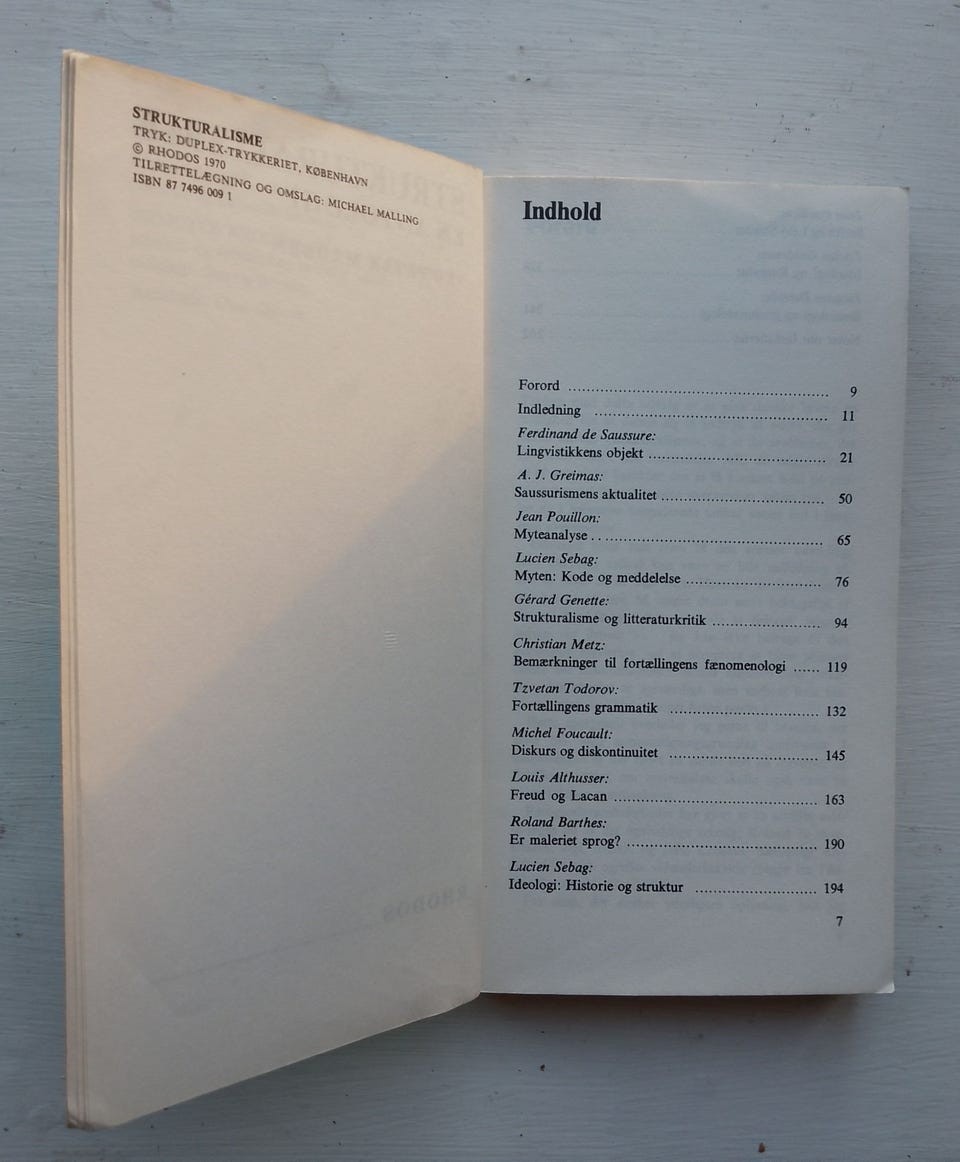 STRUKTURALISME
TRYK: DUPLEX-TRYKKERIET, KØBENHAVN
© RHODOS 1970
TILRETTELÆGNING OG OMSLAG: MICHAEL MALLING
ISBN 87 7496 009 1
Indhold
Forord ........................................ 9
Indledning .................................... 11
Ferdinand de Saussure:
Lingvistikkens objekt ......................... 21
A. J. Greimas:
Saussurismens aktualitet ...................... 50
Jean Pouillon:
Myteanalyse ................................... 65
Lucien Sebag:
Myten: Kode og meddelelse ..................... 76
Gérard Genette:
Strukturalisme og litteraturkritik ............ 94
Christian Metz:
Bemærkninger til fortællingens fænomenologi ...... 119
Tzvetan Todorov:
Fortællingens grammatik ....................... 132
Michel Foucault:
Diskurs og diskontinuitet ..................... 145
Louis Althusser:
Freud og Lacan ................................ 163
Roland Barthes:
Er maleriet sprog? ............................ 190
Lucien Sebag:
Ideologi: Historie og struktur ................ 194
7
RHODOS